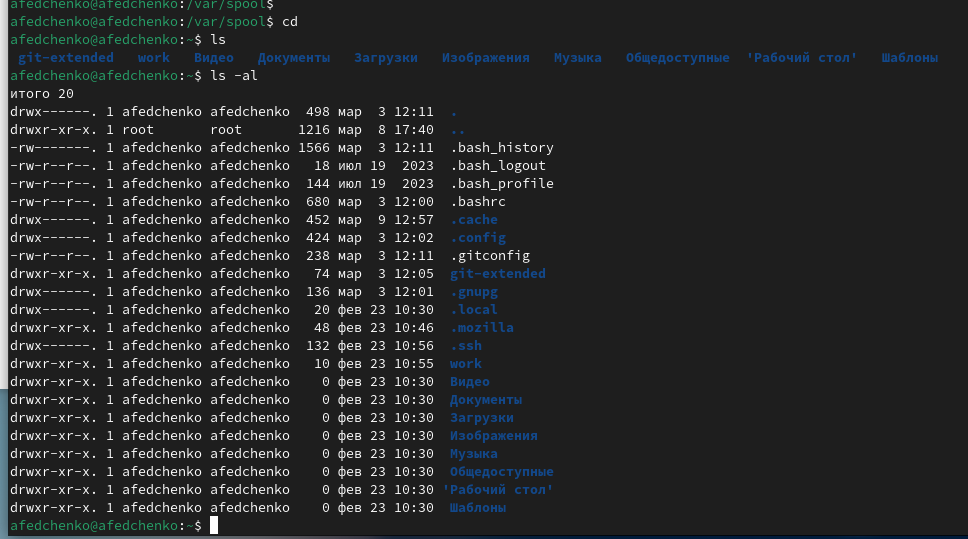 afedchenko@afedchenko:/var/spool$
afedchenko@afedchenko:/var/spool$ cd
afedchenko@afedchenko:~$ ls
git-extended work Видео Документы Загрузки Изображения Музыка Общедоступные 'Рабочий стол' Шаблоны
afedchenko@afedchenko:~$ ls -al
итого 20
drwx------. 1 afedchenko afedchenko 498 мар 3 12:11 .
drwxr-xr-x. 1 root root 1216 мар 8 17:40 ..
-rw-------. 1 afedchenko afedchenko 1566 мар 3 12:11 .bash_history
-rw-r--r--. 1 afedchenko afedchenko 18 июл 19 2023 .bash_logout
-rw-r--r--. 1 afedchenko afedchenko 144 июл 19 2023 .bash_profile
-rw-r--r--. 1 afedchenko afedchenko 680 мар 3 12:00 .bashrc
drwx------. 1 afedchenko afedchenko 452 мар 9 12:57 .cache
drwx------. 1 afedchenko afedchenko 424 мар 3 12:02 .config
-rw-r--r--. 1 afedchenko afedchenko 238 мар 3 12:11 .gitconfig
drwxr-xr-x. 1 afedchenko afedchenko 74 мар 3 12:05 git-extended
drwx------. 1 afedchenko afedchenko 136 мар 3 12:01 .gnupg
drwx------. 1 afedchenko afedchenko 20 фев 23 10:30 .local
drwxr-xr-x. 1 afedchenko afedchenko 48 фев 23 10:46 .mozilla
drwx------. 1 afedchenko afedchenko 132 фев 23 10:56 .ssh
drwxr-xr-x. 1 afedchenko afedchenko 10 фев 23 10:55 work
drwxr-xr-x. 1 afedchenko afedchenko 0 фев 23 10:30 Видео
drwxr-xr-x. 1 afedchenko afedchenko 0 фев 23 10:30 Документы
drwxr-xr-x. 1 afedchenko afedchenko 0 фев 23 10:30 Загрузки
drwxr-xr-x. 1 afedchenko afedchenko 0 фев 23 10:30 Изображения
drwxr-xr-x. 1 afedchenko afedchenko 0 фев 23 10:30 Музыка
drwxr-xr-x. 1 afedchenko afedchenko 0 фев 23 10:30 Общедоступные
drwxr-xr-x. 1 afedchenko afedchenko 0 фев 23 10:30 'Рабочий стол'
drwxr-xr-x. 1 afedchenko afedchenko 0 фев 23 10:30 Шаблоны
afedchenko@afedchenko:~$